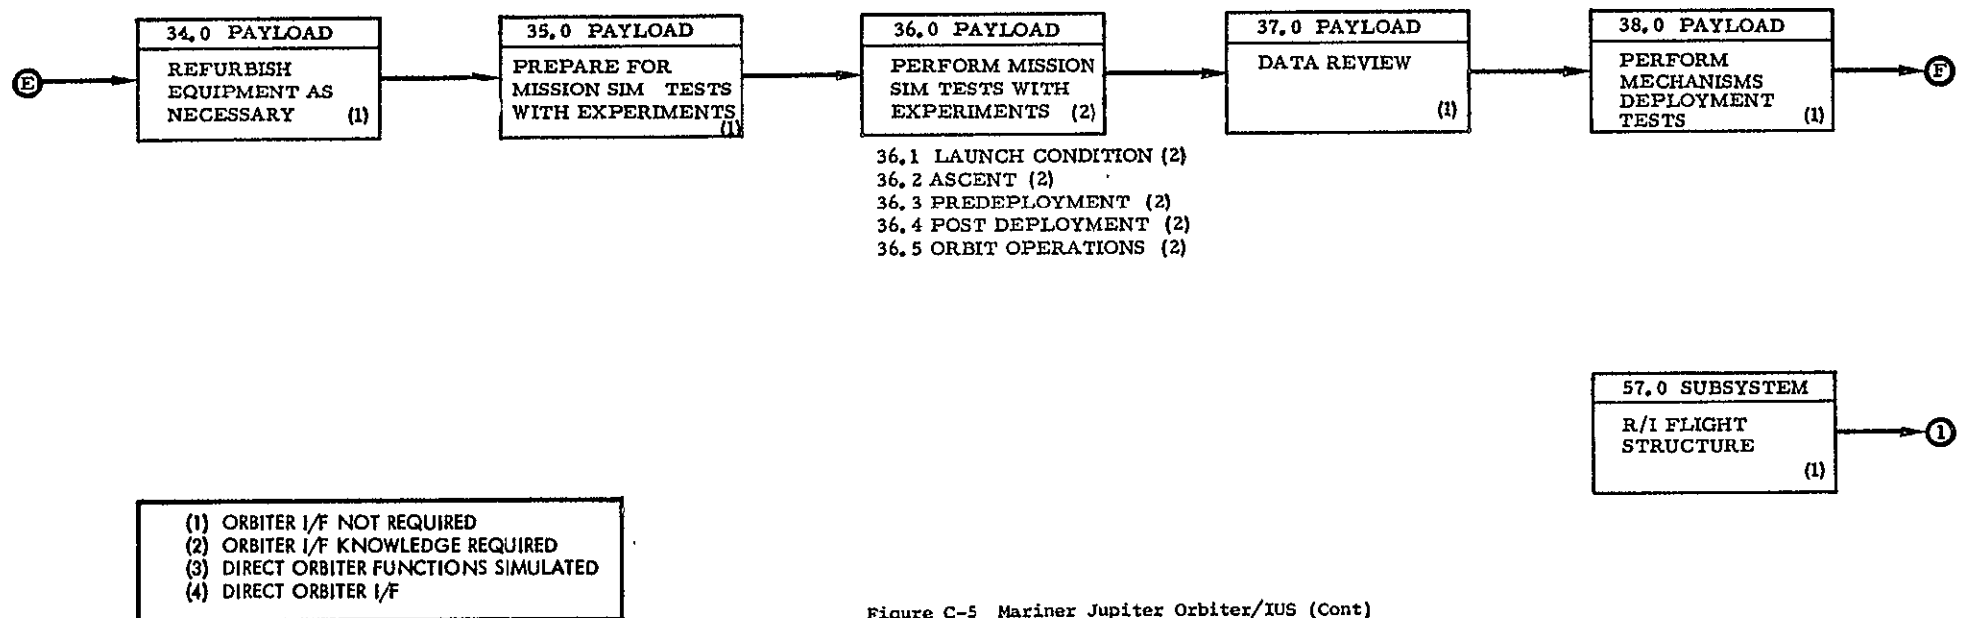 E
34.0 PAYLOAD
REFURBISH
EQUIPMENT AS
NECESSARY (1)
35.0 PAYLOAD
PREPARE FOR
MISSION SIM TESTS
WITH EXPERIMENTS
(1)
36.0 PAYLOAD
PERFORM MISSION
SIM TESTS WITH
EXPERIMENTS (2)
36.1 LAUNCH CONDITION (2)
36.2 ASCENT (2)
36.3 PREDEPLOYMENT (2)
36.4 POST DEPLOYMENT (2)
36.5 ORBIT OPERATIONS (2)
37.0 PAYLOAD
DATA REVIEW
(1)
38.0 PAYLOAD
PERFORM
MECHANISMS
DEPLOYMENT
TESTS (1)
F
57.0 SUBSYSTEM
R/I FLIGHT
STRUCTURE
(1)
1
(1) ORBITER I/F NOT REQUIRED
(2) ORBITER I/F KNOWLEDGE REQUIRED
(3) DIRECT ORBITER FUNCTIONS SIMULATED
(4) DIRECT ORBITER I/F
Figure C-5 Mariner Jupiter Orbiter/IUS (Cont)